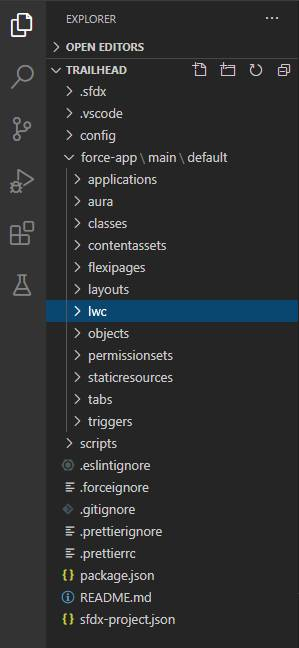 EXPLORER
OPEN EDITORS
TRAILHEAD
.sfdx
.vscode
config
force-app \ main \ default
applications
aura
classes
contentassets
flexipages
layouts
lwc
objects
permissionsets
staticresources
tabs
triggers
scripts
.eslintignore
.forceignore
.gitignore
.prettierignore
.prettierrc
package.json
README.md
sfdx-project.json